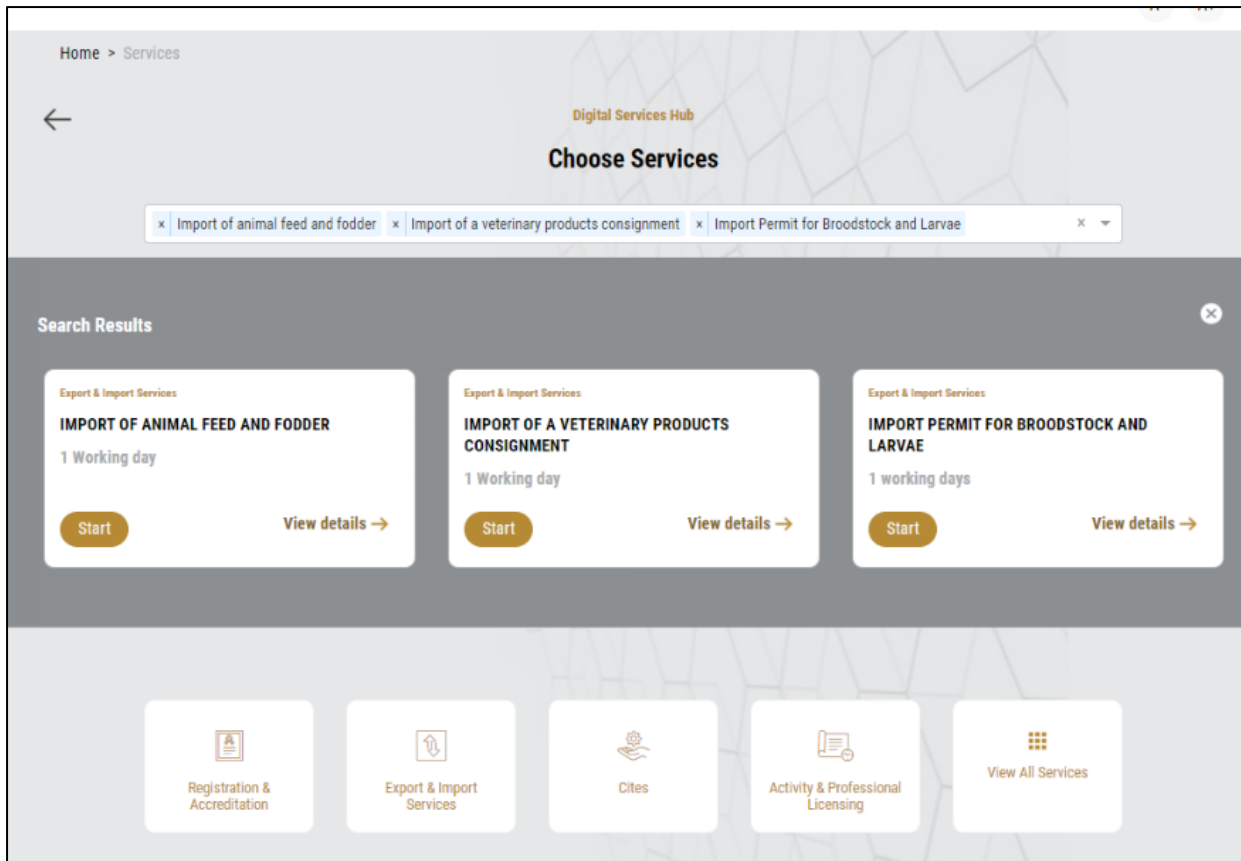 Home > Services
Digital Services Hub
Choose Services
× Import of animal feed and fodder × Import of a veterinary products consignment × Import Permit for Broodstock and Larvae ×
Search Results
Export & Import Services
IMPORT OF ANIMAL FEED AND FODDER
1 Working day
Start View details →
Export & Import Services
IMPORT OF A VETERINARY PRODUCTS
CONSIGNMENT
1 Working day
Start View details →
Export & Import Services
IMPORT PERMIT FOR BROODSTOCK AND
LARVAE
1 working days
Start View details →
Registration &
Accreditation
Export & Import
Services
Cites
Activity & Professional
Licensing
View All Services